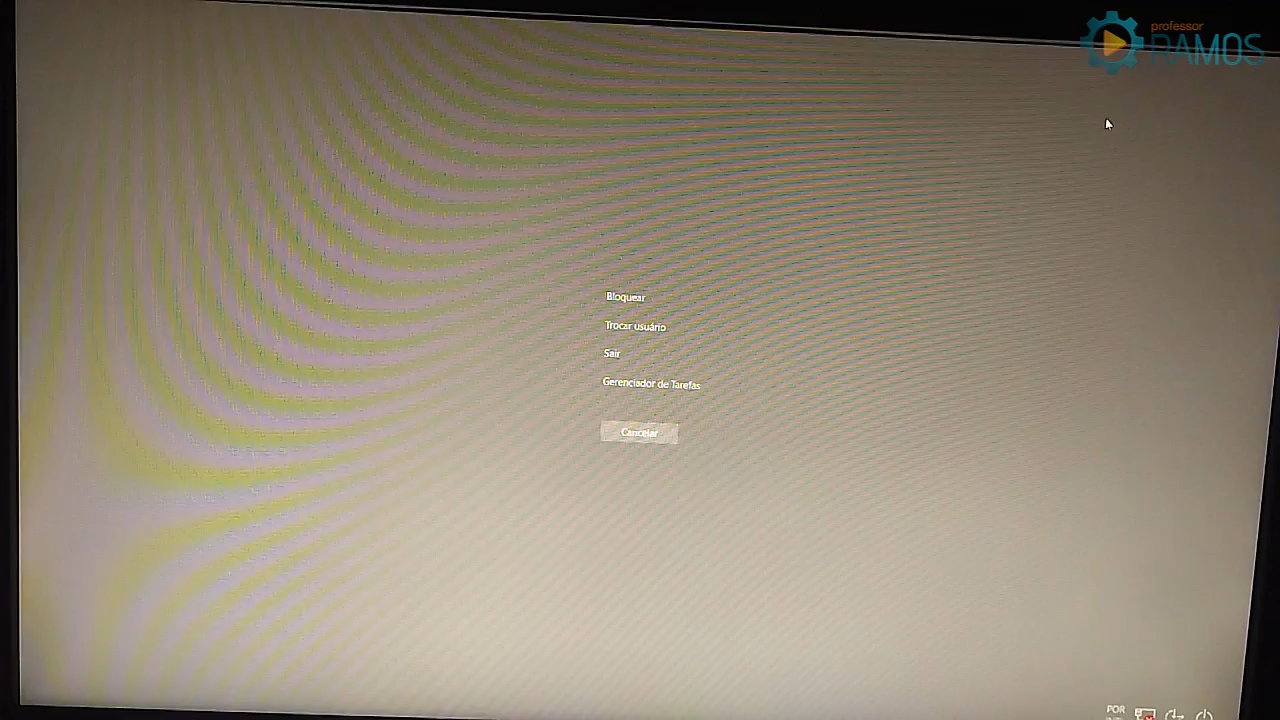 professor
RAMOS
Bloquear
Trocar usuário
Sair
Gerenciador de Tarefas
Cancelar
POR